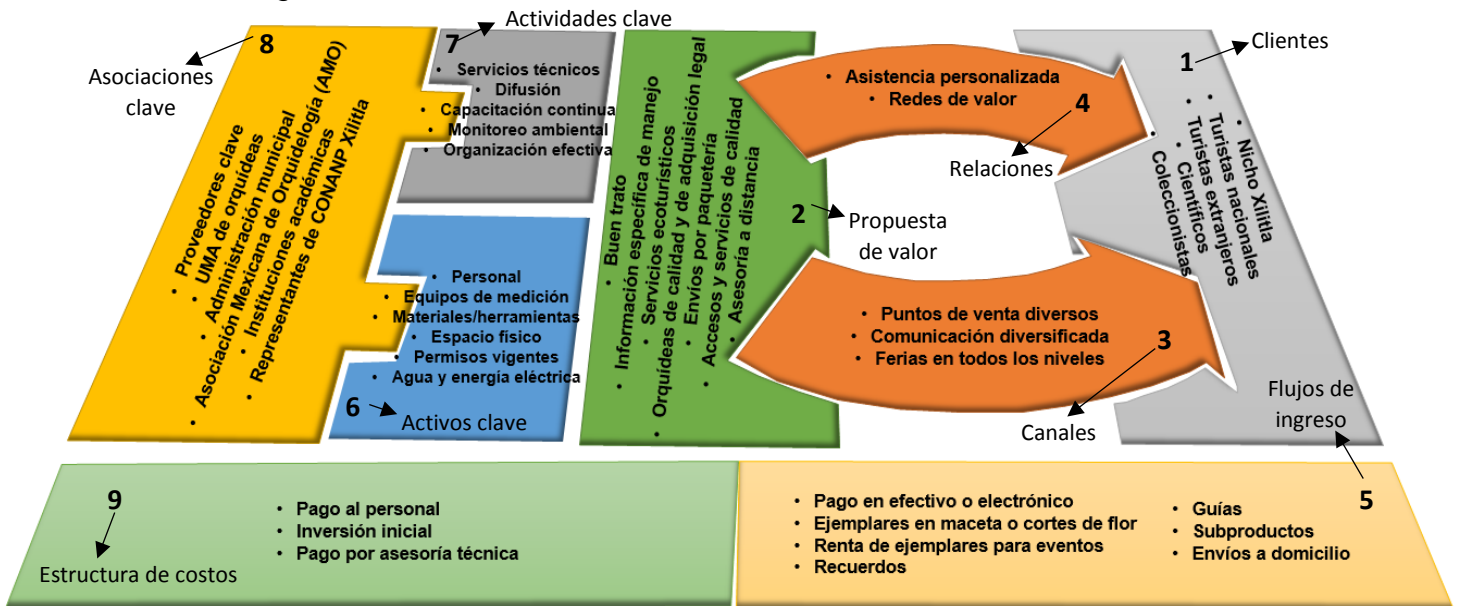 8
Asociaciones
clave
Proveedores clave
UMA de orquídeas
Administración municipal
Asociación Mexicana de Orquidelogía (AMO)
Instituciones académicas
Representantes de CONANP Xilitla
7
Actividades clave
Servicios técnicos
Difusión
Capacitación continua
Monitoreo ambiental
Organización efectiva
Personal
Equipos de medición
Materiales/herramientas
Espacio físico
Permisos vigentes
Agua y energía eléctrica
6
Activos clave
Buen trato
Información específica de manejo
Servicios ecoturísticos
Orquídeas de calidad y de adquisición legal
Envíos por paquetería
Accesos y servicios de calidad
Asesoría a distancia
2
Propuesta
de valor
Asistencia personalizada
Redes de valor
4
Relaciones
Puntos de venta diversos
Comunicación diversificada
Ferias en todos los niveles
3
Canales
1
Clientes
Nicho Xilitla
Turistas nacionales
Turistas extranjeros
Científicos
Coleccionistas
Flujos de
ingreso
9
Pago al personal
Inversión inicial
Pago por asesoría técnica
Estructura de costos
Pago en efectivo o electrónico
Ejemplares en maceta o cortes de flor
Renta de ejemplares para eventos
Recuerdos
Guías
Subproductos
Envíos a domicilio
5